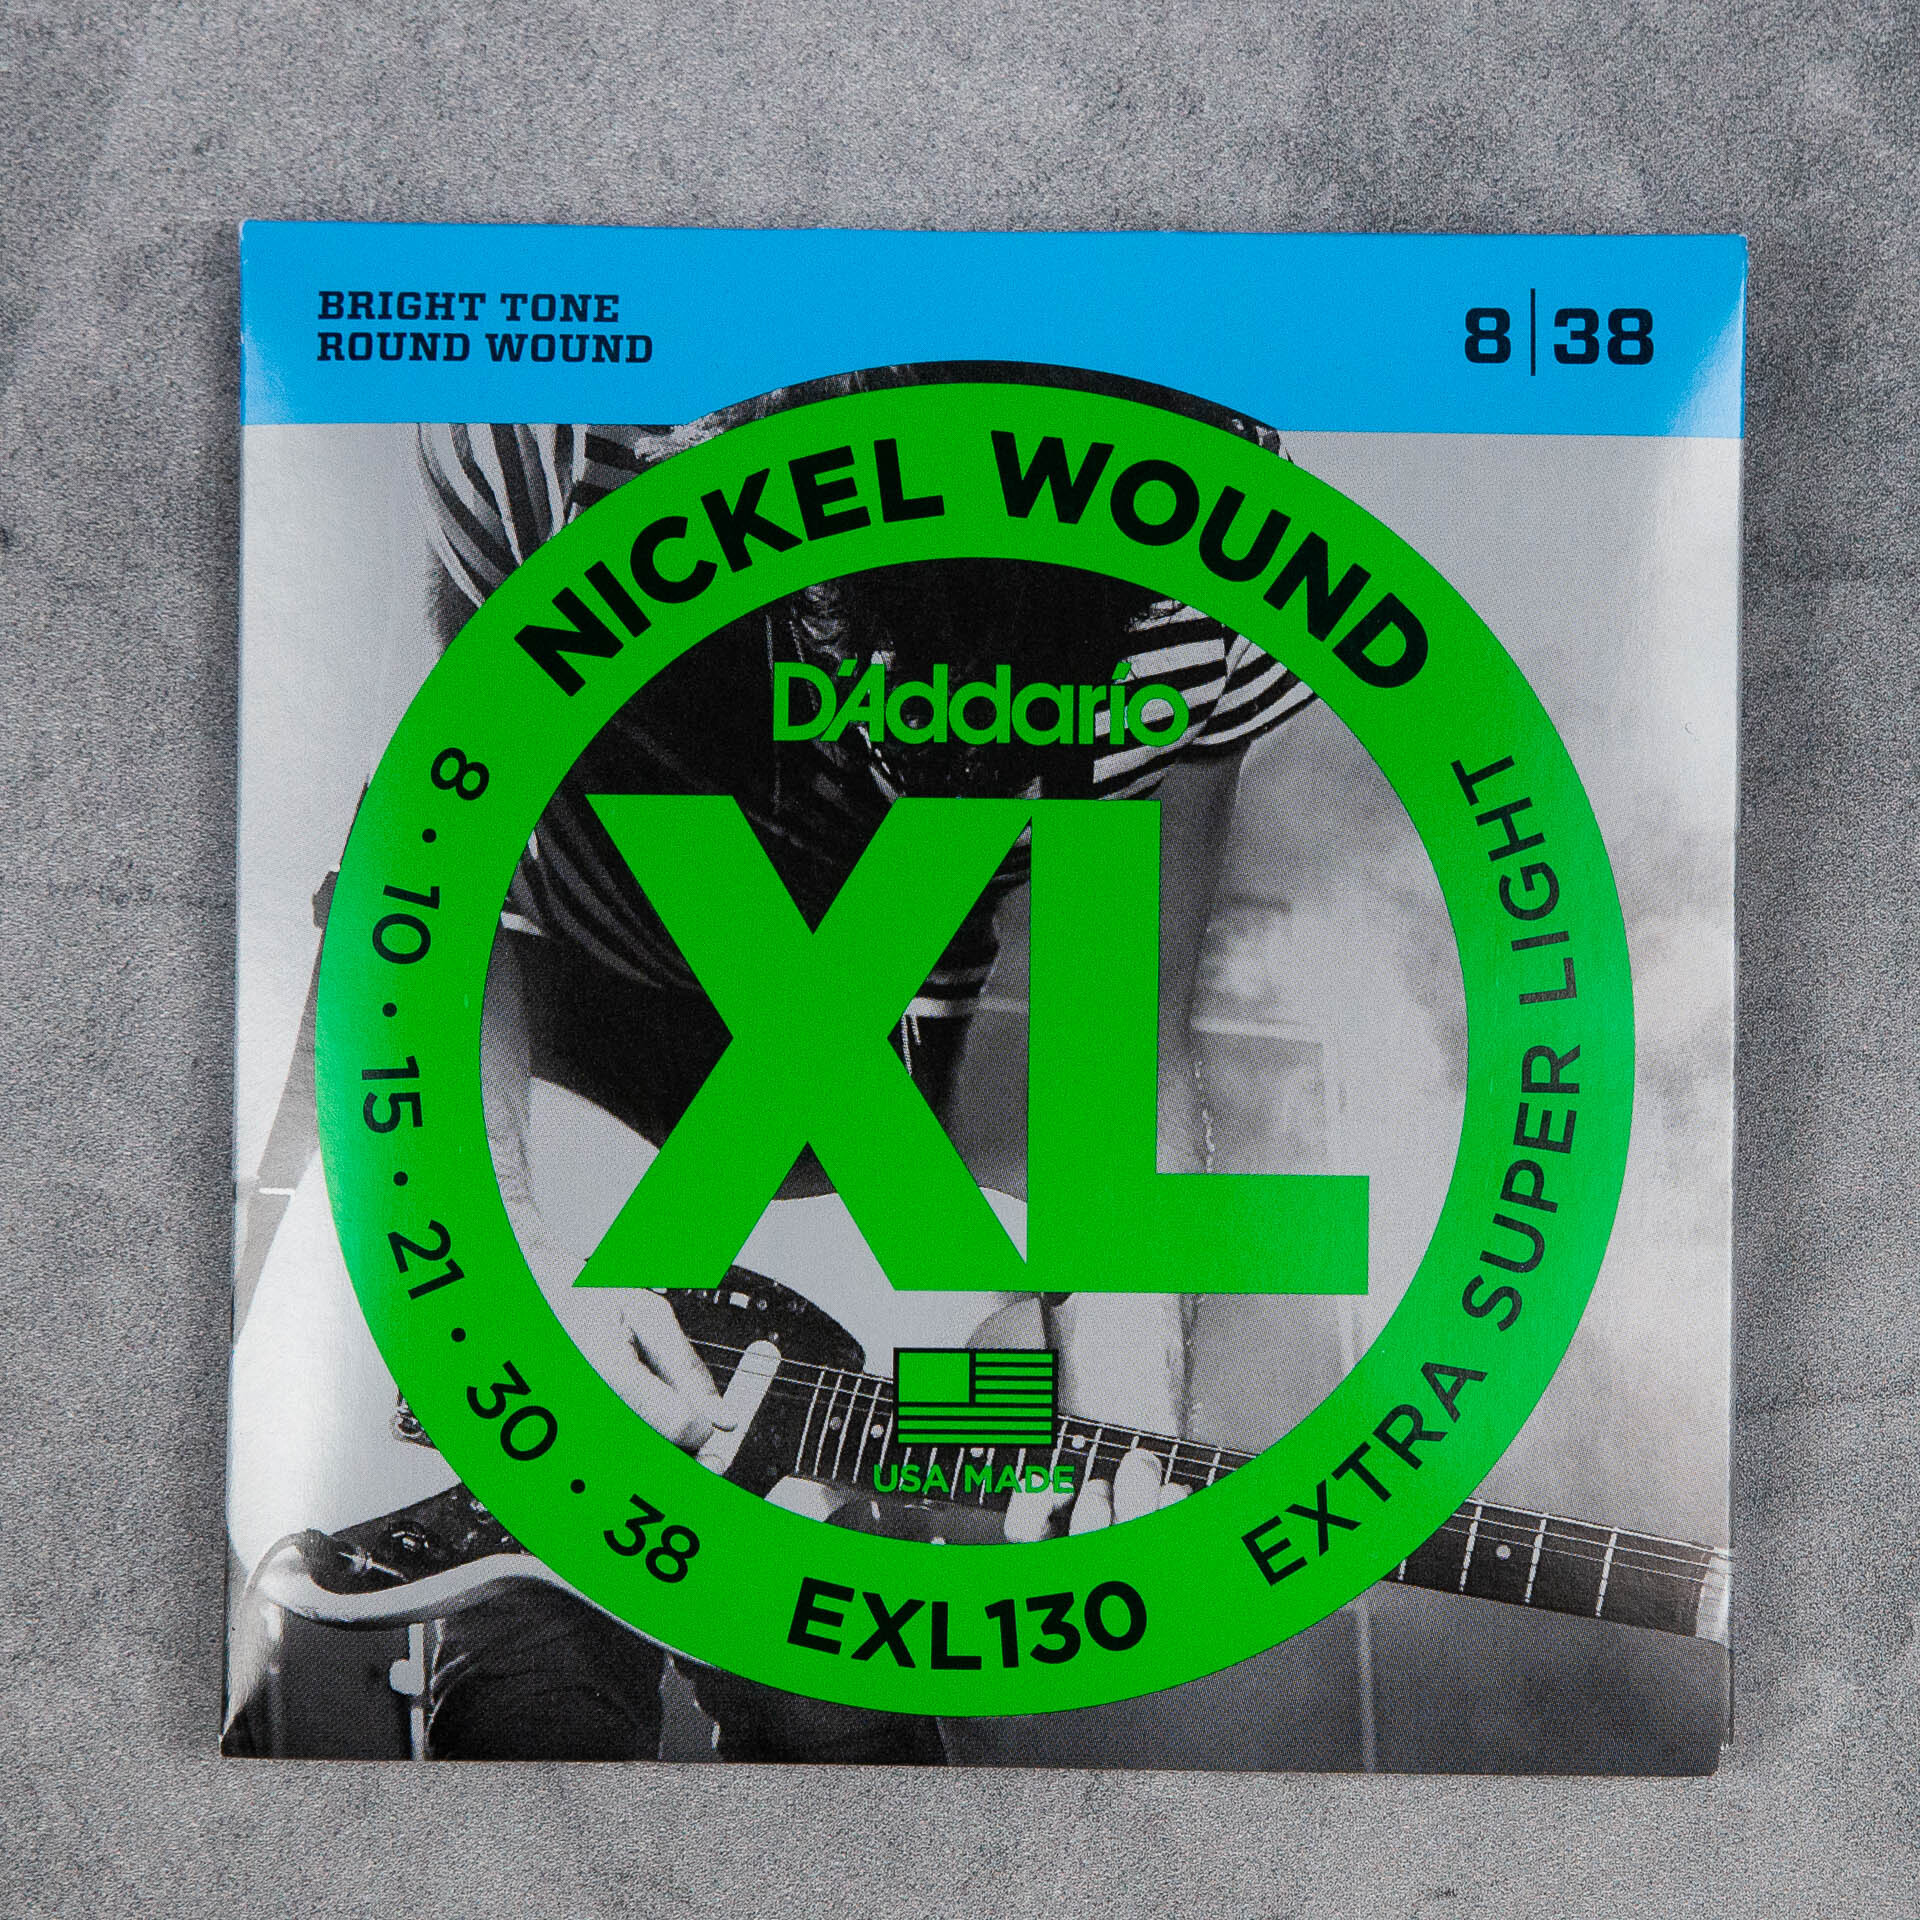 BRIGHT TONE
ROUND WOUND
8|38
NICKEL WOUND
D'Addario
XL
USA MADE
8 • 10 • 15 • 21 • 30 • 38
EXL130
EXTRA SUPER LIGHT